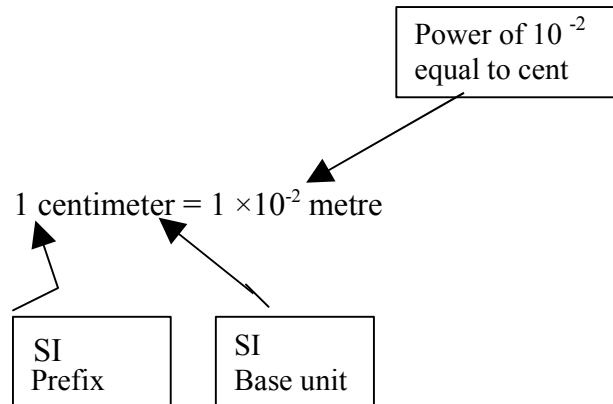 Power of 10 ⁻²
equal to cent
1 centimeter = 1 ×10⁻² metre
SI
Prefix
SI
Base unit